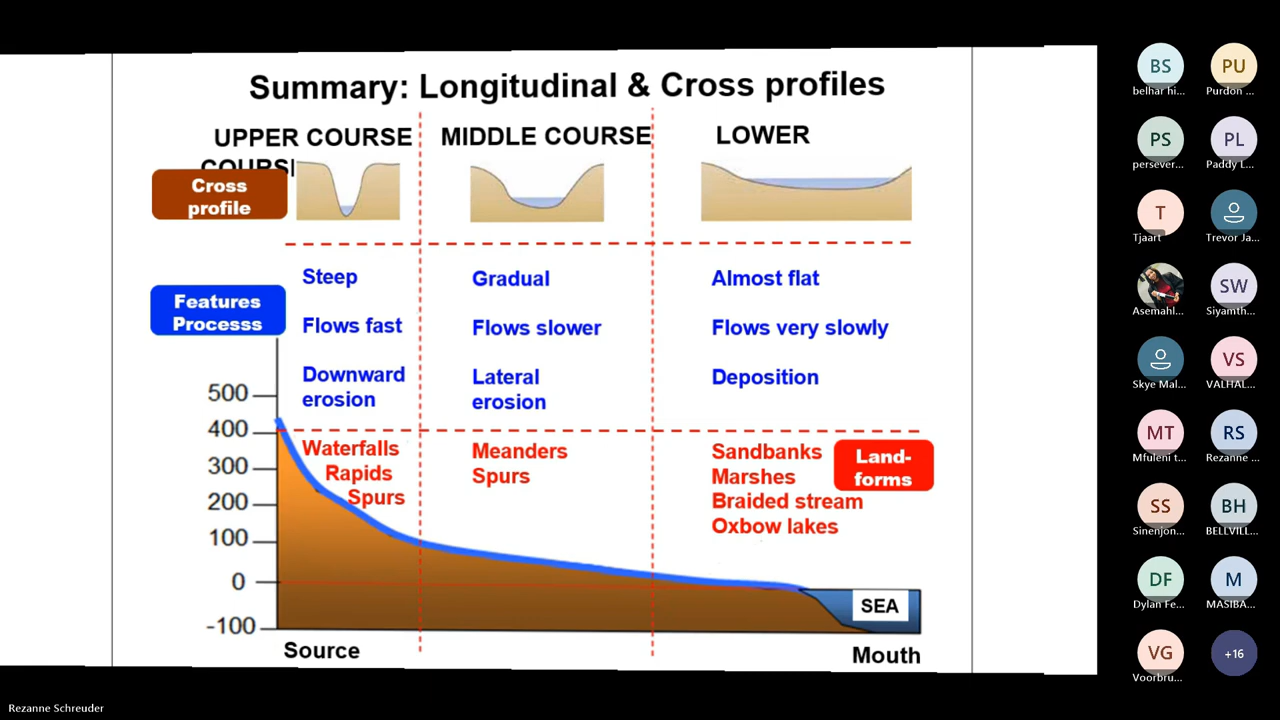 Summary: Longitudinal & Cross profiles
UPPER COURSE
MIDDLE COURSE
LOWER
COURSE
Cross
profile
Features
Processs
Steep
Gradual
Almost flat
Flows fast
Flows slower
Flows very slowly
Downward
erosion
Lateral
erosion
Deposition
Waterfalls
Rapids
Spurs
Meanders
Spurs
Sandbanks
Marshes
Braided stream
Oxbow lakes
Land-
forms
500
400
300
200
100
0
-100
SEA
Source
Mouth
BS
belhar hi...
PU
Purdon ...
PS
persever...
PL
Paddy L...
T
Tjaart
Trevor Ja...
Asemahl...
SW
Siyamth...
Skye Mal...
VS
VALHAL...
MT
Mfuleni t...
RS
Rezanne ...
SS
Sinenjon...
BH
BELLVILL...
DF
Dylan Fe...
M
MASIBA...
VG
Voorbru...
+16
Rezanne Schreuder